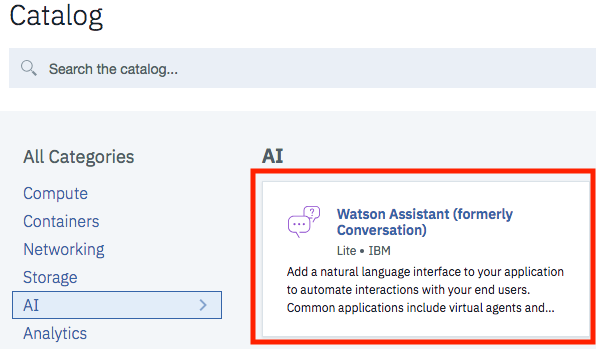 Catalog
Search the catalog...
All Categories
Compute
Containers
Networking
Storage
AI
Analytics
AI
Watson Assistant (formerly
Conversation)
Lite • IBM
Add a natural language interface to your application
to automate interactions with your end users.
Common applications include virtual agents and...